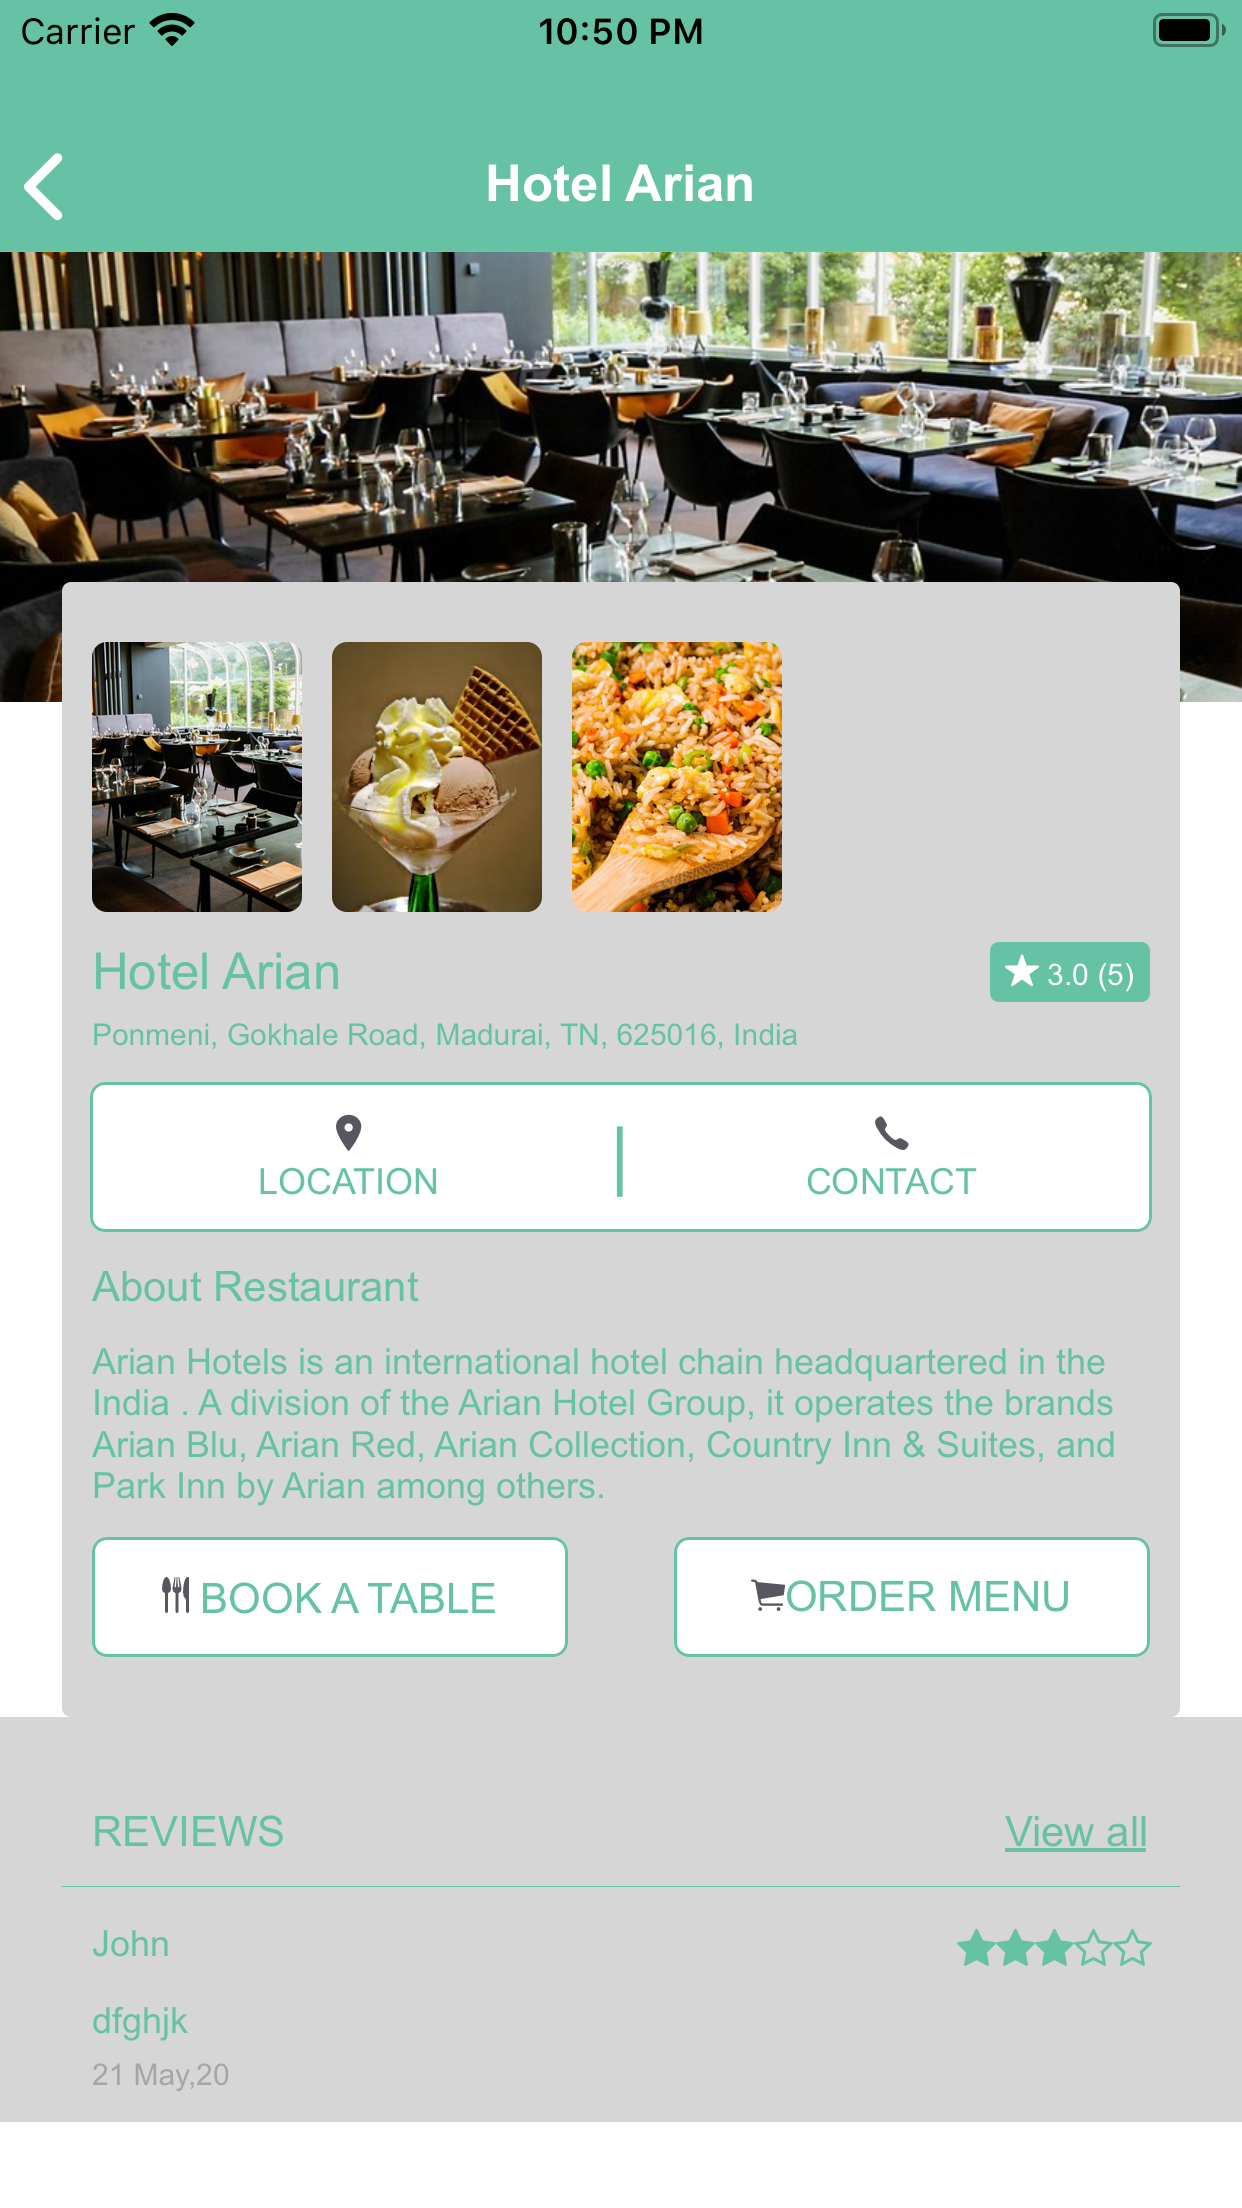 Carrier 10:50 PM
Hotel Arian
Hotel Arian
3.0 (5)
Ponmeni, Gokhale Road, Madurai, TN, 625016, India
LOCATION
CONTACT
About Restaurant
Arian Hotels is an international hotel chain headquartered in the
India . A division of the Arian Hotel Group, it operates the brands
Arian Blu, Arian Red, Arian Collection, Country Inn & Suites, and
Park Inn by Arian among others.
BOOK A TABLE
ORDER MENU
REVIEWS
View all
John
dfghjk
21 May,20